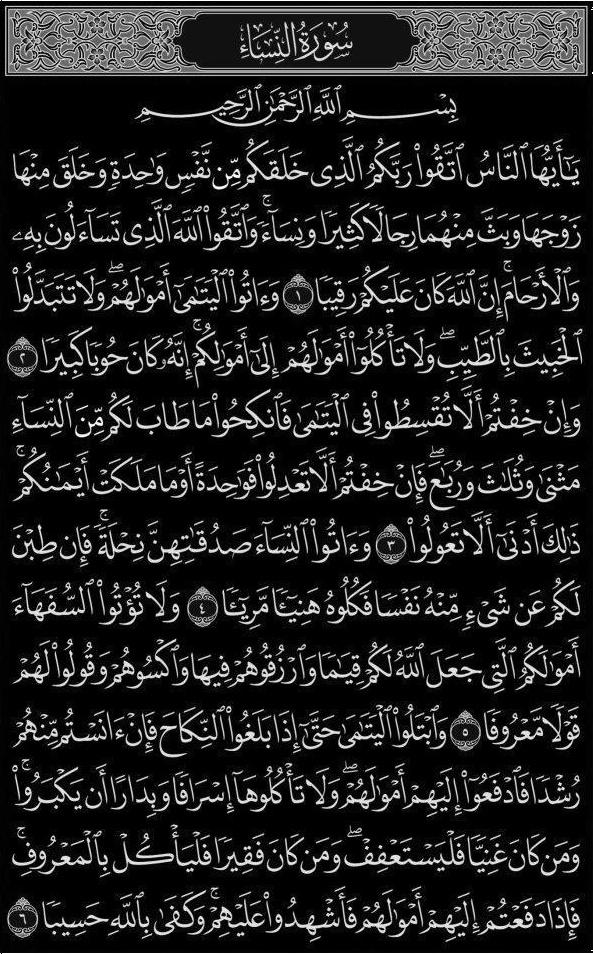 سُورَةُ النِّسَاءِ
بِسْمِ ٱللَّهِ ٱلرَّحْمَٰنِ ٱلرَّحِيمِ
يَٰٓأَيُّهَا ٱلنَّاسُ ٱتَّقُوا۟ رَبَّكُمُ ٱلَّذِى خَلَقَكُم مِّن نَّفْسٍ وَٰحِدَةٍ وَخَلَقَ مِنْهَا
زَوْجَهَا وَبَثَّ مِنْهُمَا رِجَالًا كَثِيرًا وَنِسَآءً ۚ وَٱتَّقُوا۟ ٱللَّهَ ٱلَّذِى تَسَآءَلُونَ بِهِۦ
وَٱلْأَرْحَامَ ۚ إِنَّ ٱللَّهَ كَانَ عَلَيْكُمْ رَقِيبًا ١ وَءَاتُوا۟ ٱلْيَتَٰمَىٰٓ أَمْوَٰلَهُمْ ۖ وَلَا تَتَبَدَّلُوا۟
ٱلْخَبِيثَ بِٱلطَّيِّبِ ۖ وَلَا تَأْكُلُوٓا۟ أَمْوَٰلَهُمْ إِلَىٰٓ أَمْوَٰلِكُمْ ۚ إِنَّهُۥ كَانَ حُوبًا كَبِيرًا ٢
وَإِنْ خِفْتُمْ أَلَّا تُقْسِطُوا۟ فِى ٱلْيَتَٰمَىٰ فَٱنكِحُوا۟ مَا طَابَ لَكُم مِّنَ ٱلنِّسَآءِ
مَثْنَىٰ وَثُلَٰثَ وَرُبَٰعَ ۖ فَإِنْ خِفْتُمْ أَلَّا تَعْدِلُوا۟ فَوَٰحِدَةً أَوْ مَا مَلَكَتْ أَيْمَٰنُكُمْ ۚ
ذَٰلِكَ أَدْنَىٰٓ أَلَّا تَعُولُوا۟ ٣ وَءَاتُوا۟ ٱلنِّسَآءَ صَدُقَٰتِهِنَّ نِحْلَةً ۚ فَإِن طِبْنَ
لَكُمْ عَن شَىْءٍ مِّنْهُ نَفْسًا فَكُلُوهُ هَنِيٓـًٔا مَّرِيٓـًٔا ٤ وَلَا تُؤْتُوا۟ ٱلسُّفَهَآءَ
أَمْوَٰلَكُمُ ٱلَّتِى جَعَلَ ٱللَّهُ لَكُمْ قِيَٰمًا وَٱرْزُقُوهُمْ فِيهَا وَٱكْسُوهُمْ وَقُولُوا۟ لَهُمْ
قَوْلًا مَّعْرُوفًا ٥ وَٱبْتَلُوا۟ ٱلْيَتَٰمَىٰ حَتَّىٰٓ إِذَا بَلَغُوا۟ ٱلنِّكَاحَ فَإِنْ ءَانَسْتُم مِّنْهُمْ
رُشْدًا فَٱدْفَعُوٓا۟ إِلَيْهِمْ أَمْوَٰلَهُمْ ۖ وَلَا تَأْكُلُوهَآ إِسْرَافًا وَبِدَارًا أَن يَكْبَرُوا۟ ۚ
وَمَن كَانَ غَنِيًّا فَلْيَسْتَعْفِفْ ۖ وَمَن كَانَ فَقِيرًا فَلْيَأْكُلْ بِٱلْمَعْرُوفِ ۚ
فَإِذَا دَفَعْتُمْ إِلَيْهِمْ أَمْوَٰلَهُمْ فَأَشْهِدُوا۟ عَلَيْهِمْ ۚ وَكَفَىٰ بِٱللَّهِ حَسِيبًا ٦